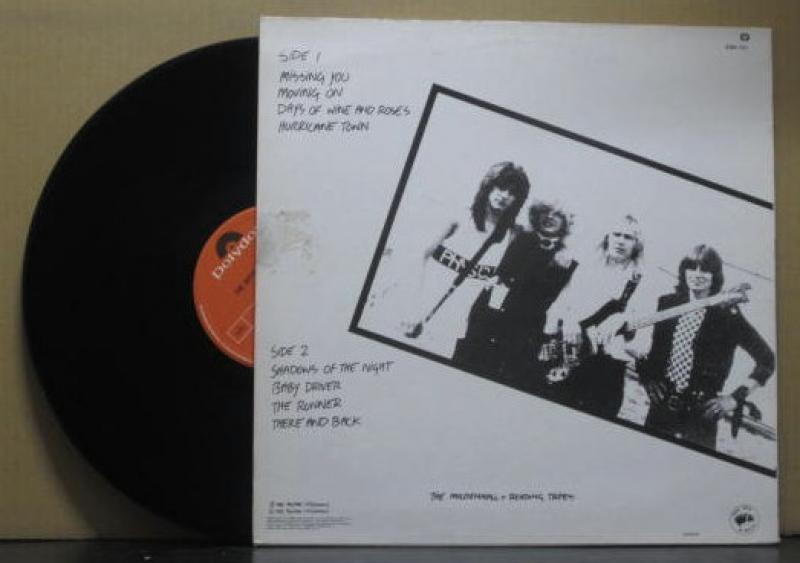 SIDE 1
MISSING YOU
MOVING ON
DAYS OF WINE AND ROSES
HURRICANE TOWN
Polydor
SIDE 2
SHADOWS OF THE NIGHT
BABY DRIVER
THE RUNNER
THERE AND BACK
THE MILDENHALL + READING TAPES